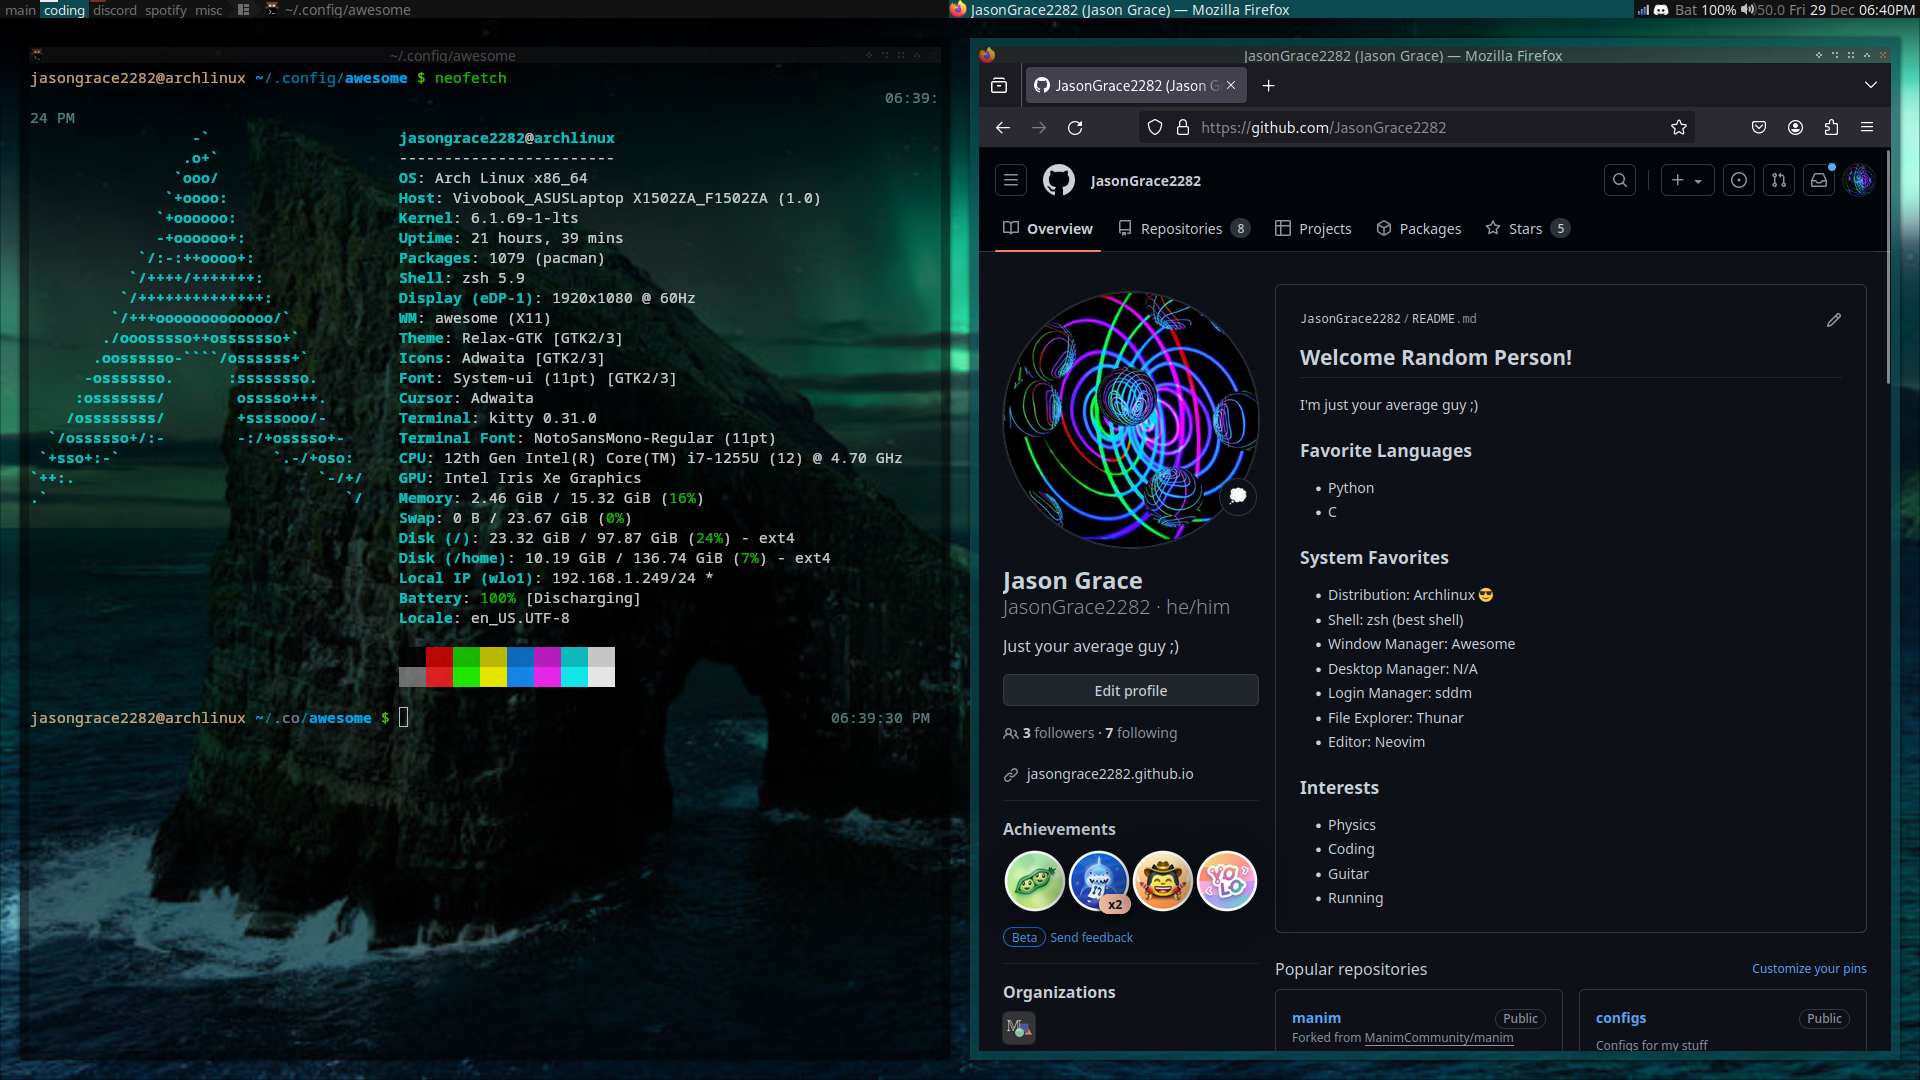 main coding discord spotify misc ~/.config/awesome
JasonGrace2282 (Jason Grace) — Mozilla Firefox
Bat 100% 50.0 Fri 29 Dec 06:40PM
~/.config/awesome
jasongrace2282@archlinux ~/.config/awesome $ neofetch
06:39:
24 PM
jasongrace2282@archlinux
------------------------
OS: Arch Linux x86_64
Host: Vivobook_ASUSLaptop X1502ZA_F1502ZA (1.0)
Kernel: 6.1.69-1-lts
Uptime: 21 hours, 39 mins
Packages: 1079 (pacman)
Shell: zsh 5.9
Display (eDP-1): 1920x1080 @ 60Hz
WM: awesome (X11)
Theme: Relax-GTK [GTK2/3]
Icons: Adwaita [GTK2/3]
Font: System-ui (11pt) [GTK2/3]
Cursor: Adwaita
Terminal: kitty 0.31.0
Terminal Font: NotoSansMono-Regular (11pt)
CPU: 12th Gen Intel(R) Core(TM) i7-1255U (12) @ 4.70 GHz
GPU: Intel Iris Xe Graphics
Memory: 2.46 GiB / 15.32 GiB (16%)
Swap: 0 B / 23.67 GiB (0%)
Disk (/): 23.32 GiB / 97.87 GiB (24%) - ext4
Disk (/home): 10.19 GiB / 136.74 GiB (7%) - ext4
Local IP (wlo1): 192.168.1.249/24 *
Battery: 100% [Discharging]
Locale: en_US.UTF-8
jasongrace2282@archlinux ~/.co/awesome $
06:39:30 PM
JasonGrace2282 (Jason Grace) — Mozilla Firefox
JasonGrace2282 (Jason G
https://github.com/JasonGrace2282
JasonGrace2282
Overview Repositories 8 Projects Packages Stars 5
Jason Grace
JasonGrace2282 · he/him
Just your average guy ;)
Edit profile
3 followers · 7 following
jasongrace2282.github.io
Achievements
x2
YOLO
Beta Send feedback
Organizations
M
JasonGrace2282/README.md
Welcome Random Person!
I'm just your average guy ;)
Favorite Languages
• Python
• C
System Favorites
• Distribution: Archlinux 😎
• Shell: zsh (best shell)
• Window Manager: Awesome
• Desktop Manager: N/A
• Login Manager: sddm
• File Explorer: Thunar
• Editor: Neovim
Interests
• Physics
• Coding
• Guitar
• Running
Popular repositories
Customize your pins
manim Public
Forked from ManimCommunity/manim
configs Public
Configs for my stuff